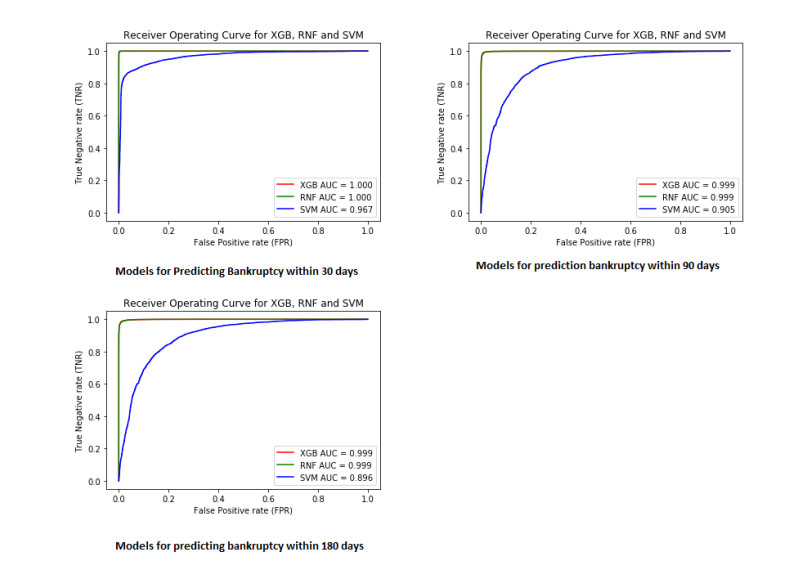 Receiver Operating Curve for XGB, RNF and SVM
True Negative rate (TNR)
1.0
0.8
0.6
0.4
0.2
0.0
XGB AUC = 1.000
RNF AUC = 1.000
SVM AUC = 0.967
0.0 0.2 0.4 0.6 0.8 1.0
False Positive rate (FPR)
Models for Predicting Bankruptcy within 30 days
Receiver Operating Curve for XGB, RNF and SVM
True Negative rate (TNR)
1.0
0.8
0.6
0.4
0.2
0.0
XGB AUC = 0.999
RNF AUC = 0.999
SVM AUC = 0.905
0.0 0.2 0.4 0.6 0.8 1.0
False Positive rate (FPR)
Models for prediction bankruptcy within 90 days
Receiver Operating Curve for XGB, RNF and SVM
True Negative rate (TNR)
1.0
0.8
0.6
0.4
0.2
0.0
XGB AUC = 0.999
RNF AUC = 0.999
SVM AUC = 0.896
0.0 0.2 0.4 0.6 0.8 1.0
False Positive rate (FPR)
Models for predicting bankruptcy within 180 days